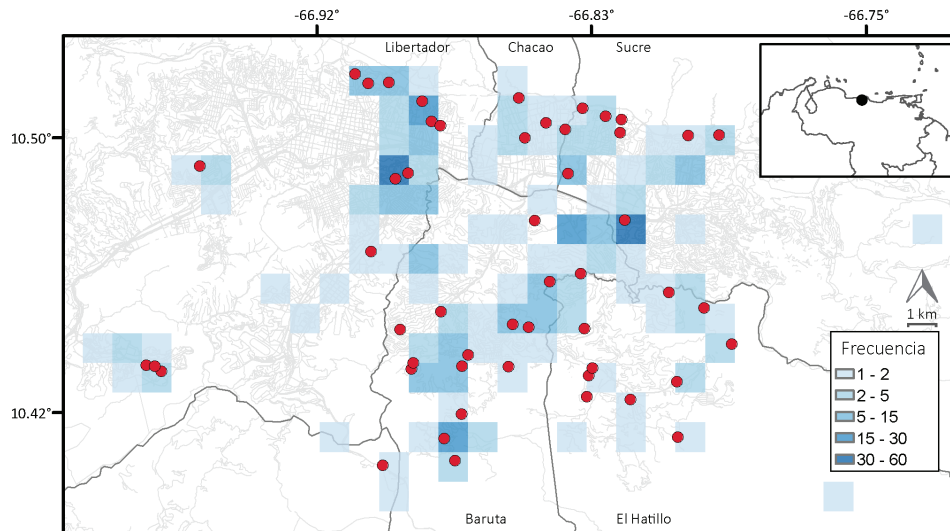 -66.92° -66.83° -66.75°
Libertador Chacao Sucre
10.50°
1 km
Frecuencia
1 - 2
2 - 5
5 - 15
15 - 30
30 - 60
10.42°
Baruta El Hatillo